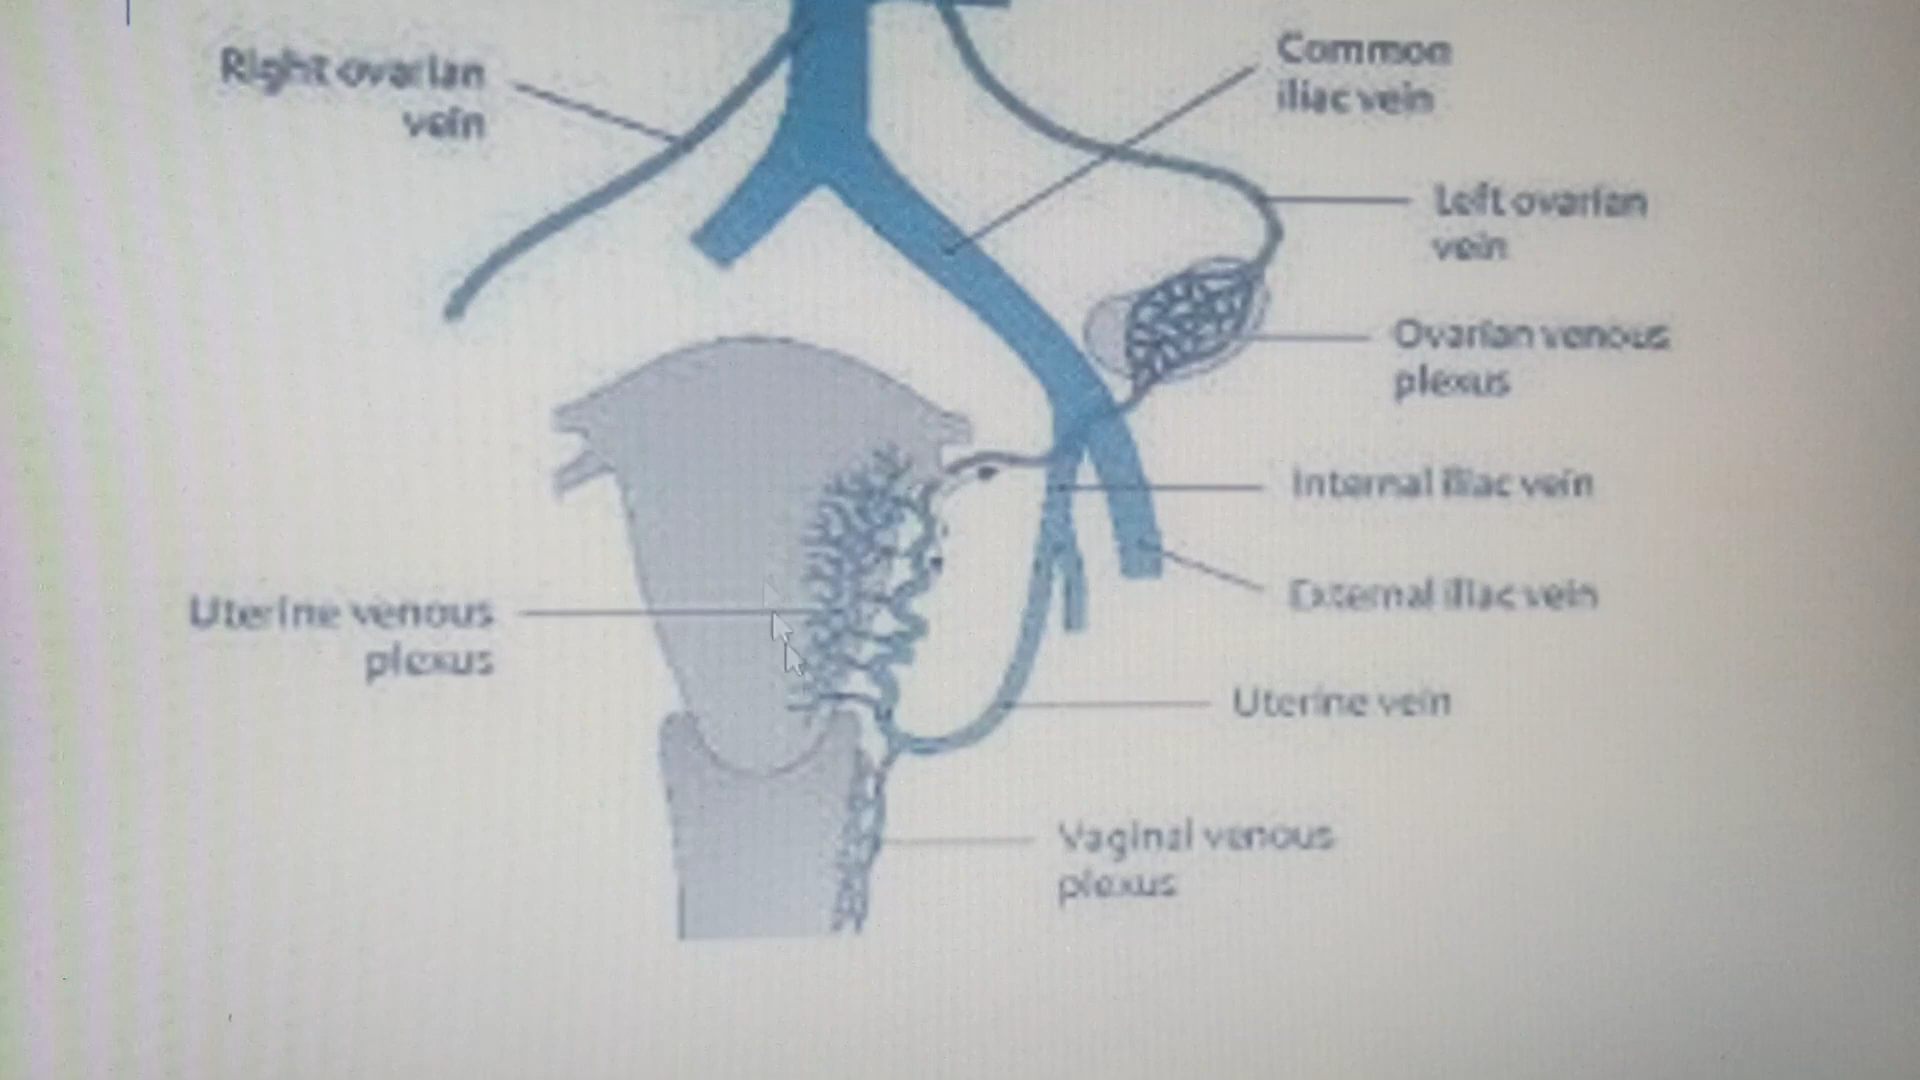 Right ovarian
vein
Common
iliac vein
Left ovarian
vein
Ovarian venous
plexus
Internal iliac vein
External iliac vein
Uterine venous
plexus
Uterine vein
Vaginal venous
plexus